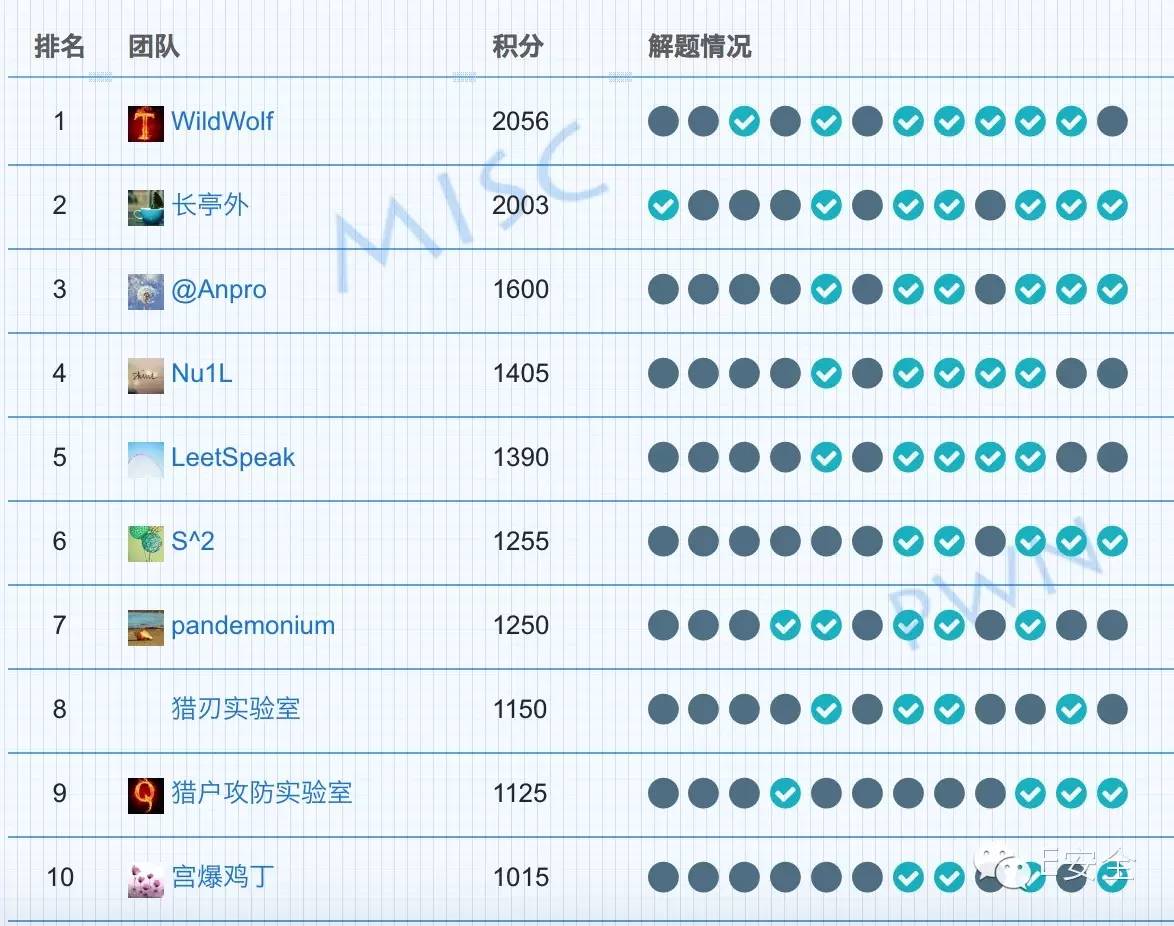 排名 团队 积分 解题情况
1 WildWolf 2056
2 长亭外 2003
3 @Anpro 1600
4 Nu1L 1405
5 LeetSpeak 1390
6 S^2 1255
7 pandemonium 1250
8 猎刃实验室 1150
9 猎户攻防实验室 1125
10 宫爆鸡丁 1015
MISC
PWN
E安全